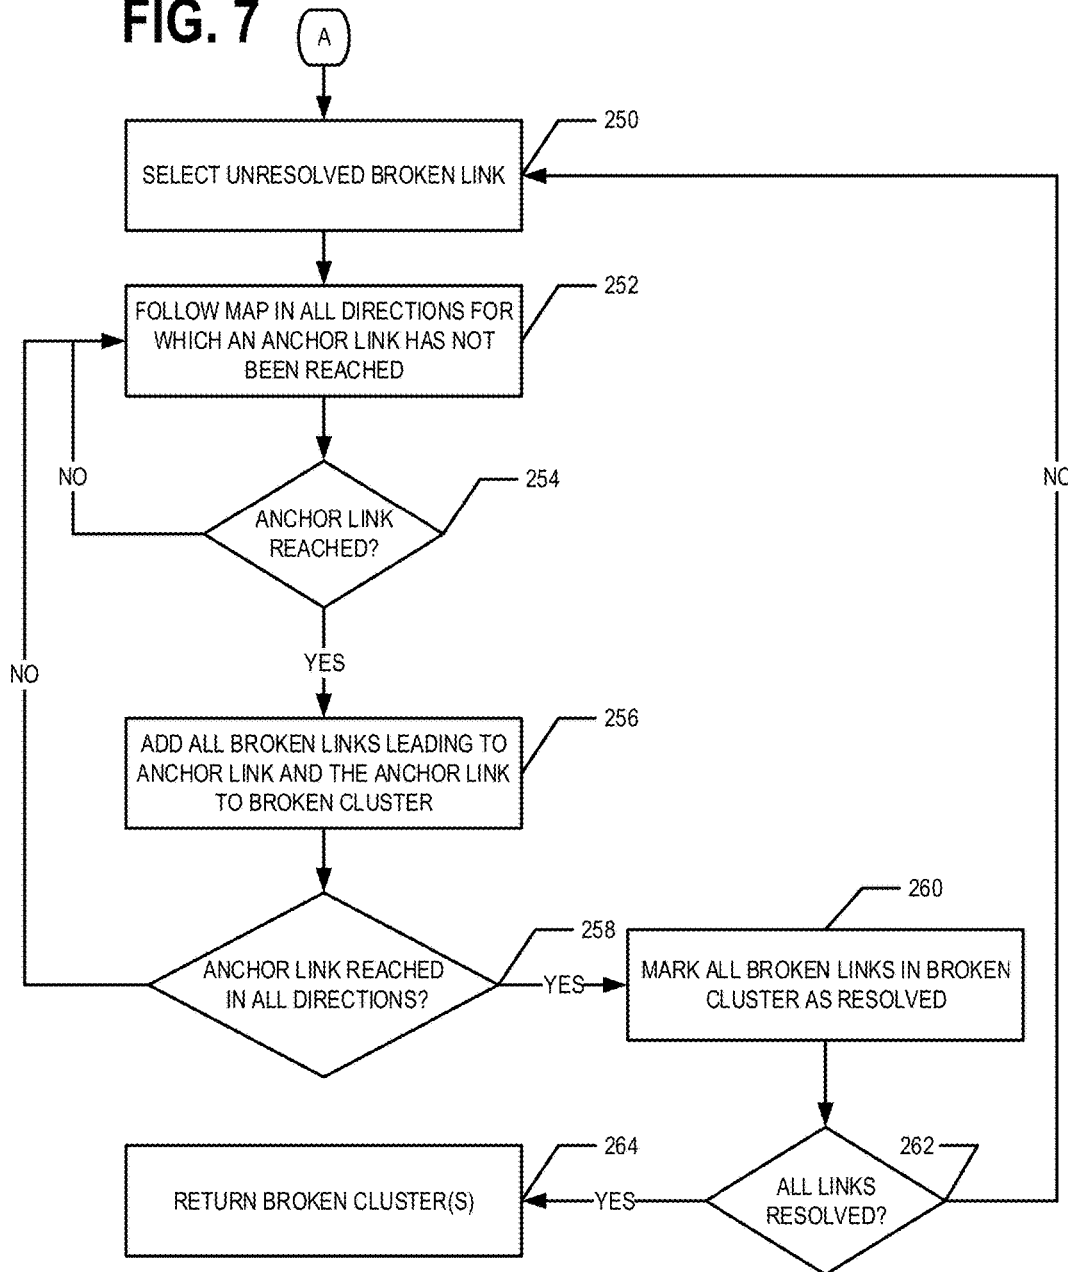 FIG. 7
A
250
SELECT UNRESOLVED BROKEN LINK
252
FOLLOW MAP IN ALL DIRECTIONS FOR
WHICH AN ANCHOR LINK HAS NOT
BEEN REACHED
NO
254
NO
ANCHOR LINK
REACHED?
YES
NO
256
ADD ALL BROKEN LINKS LEADING TO
ANCHOR LINK AND THE ANCHOR LINK
TO BROKEN CLUSTER
260
258
ANCHOR LINK REACHED
IN ALL DIRECTIONS?
YES
MARK ALL BROKEN LINKS IN BROKEN
CLUSTER AS RESOLVED
264
262
RETURN BROKEN CLUSTER(S)
YES
ALL LINKS
RESOLVED?